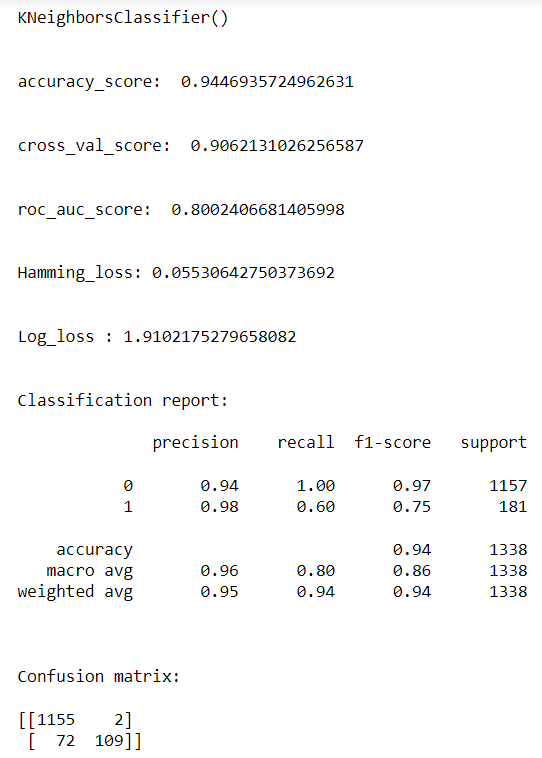 KNeighborsClassifier()
accuracy_score:  0.9446935724962631
cross_val_score:  0.9062131026256587
roc_auc_score:  0.8002406681405998
Hamming_loss: 0.05530642750373692
Log_loss : 1.9102175279658082
Classification report:
              precision    recall  f1-score   support
           0       0.94      1.00      0.97      1157
           1       0.98      0.60      0.75       181
    accuracy                           0.94      1338
   macro avg       0.96      0.80      0.86      1338
weighted avg       0.95      0.94      0.94      1338
Confusion matrix:
[[1155    2]
 [  72  109]]